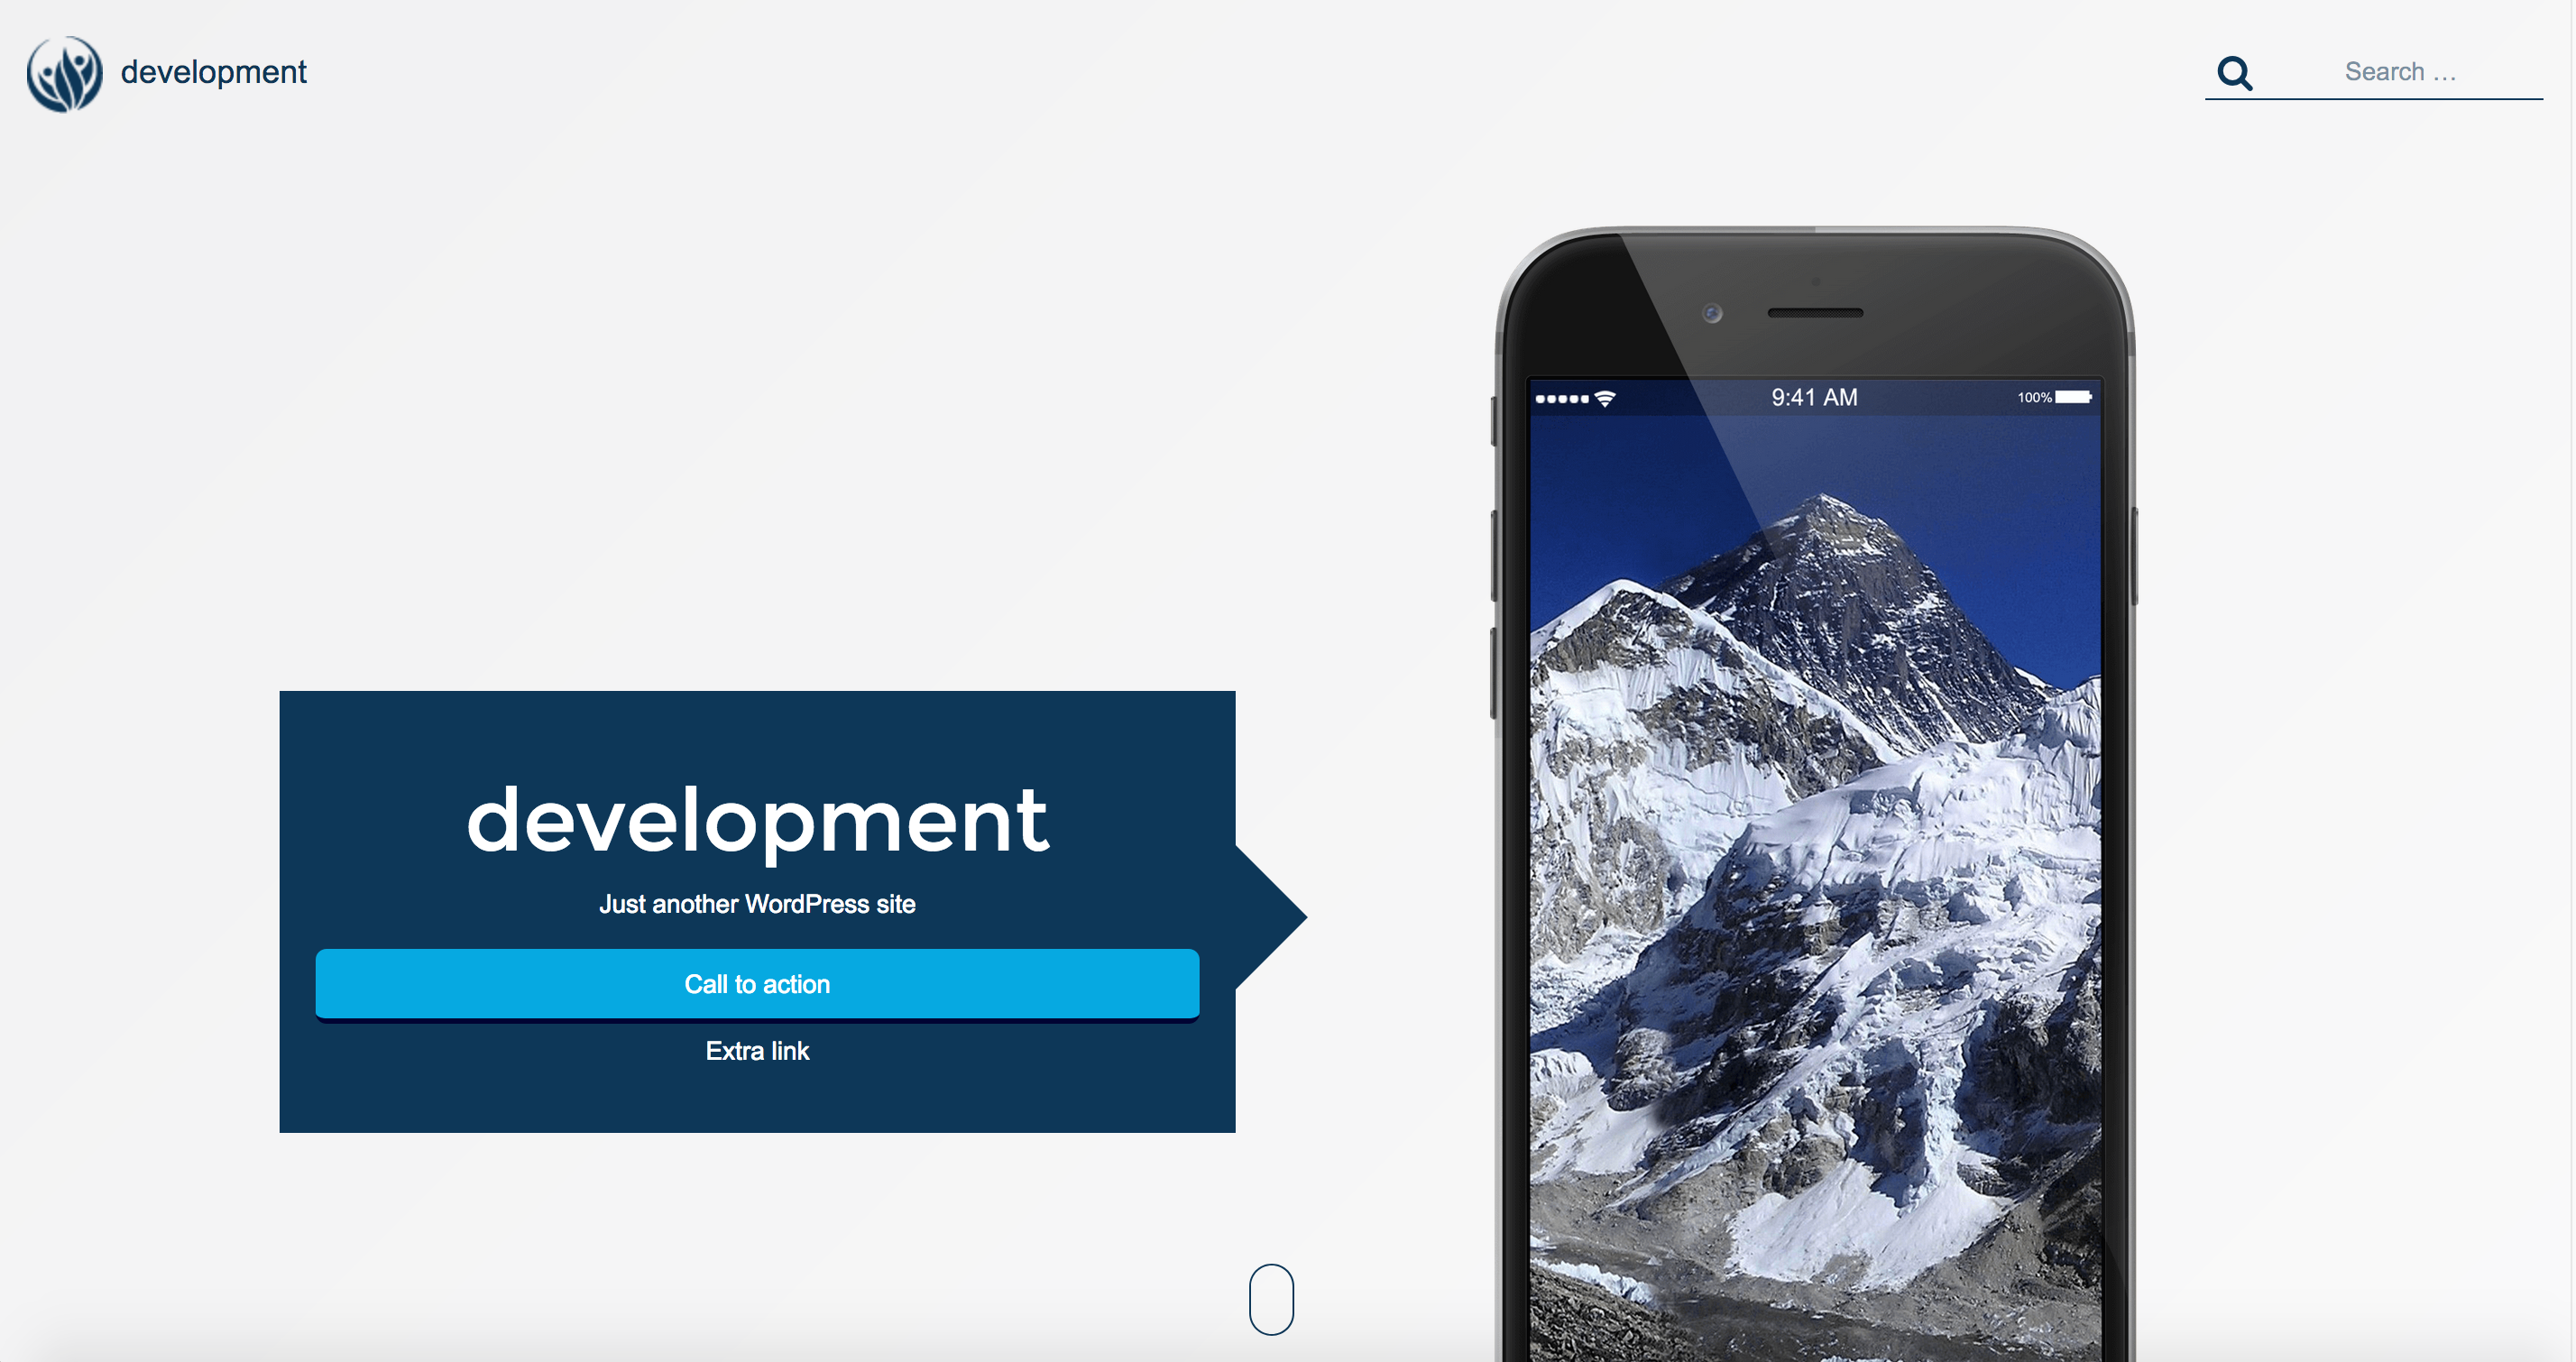 development
Search …
9:41 AM
100%
development
Just another WordPress site
Call to action
Extra link